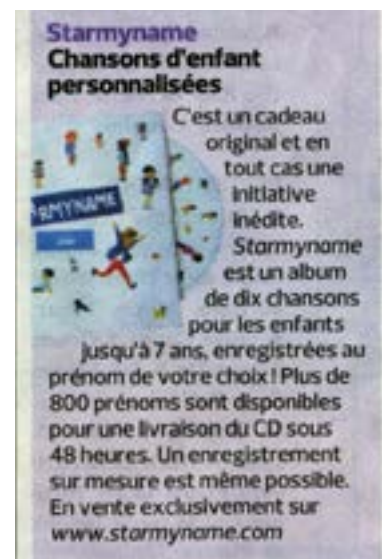 Starmyname
Chansons d'enfant
personnalisées
C'est un cadeau
original et en
tout cas une
initiative
inédite.
Starmyname
est un album
de dix chansons
pour les enfants
jusqu'à 7 ans, enregistrées au
prénom de votre choix ! Plus de
800 prénoms sont disponibles
pour une livraison du CD sous
48 heures. Un enregistrement
sur mesure est même possible.
En vente exclusivement sur
www.starmyname.com
RMYNAME